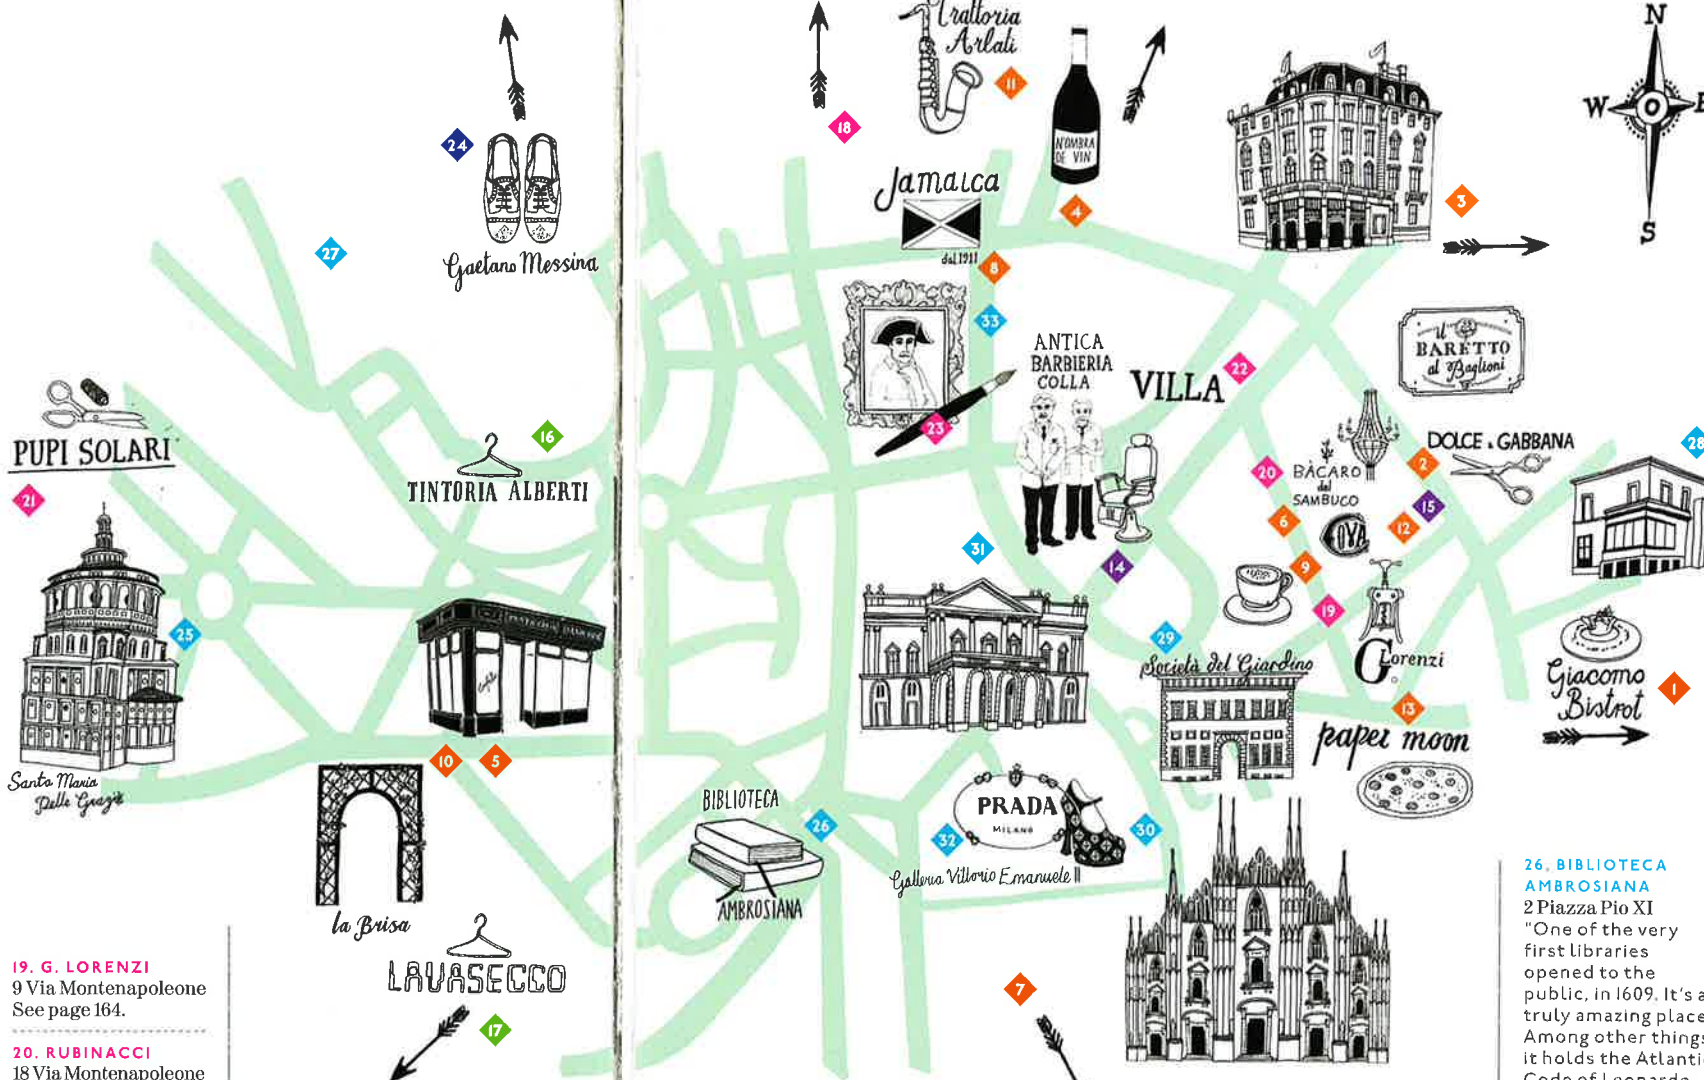 Trattoria
Arlati
11
18
24
Gaetano Messina
27
N'OMBRA
DE VIN
4
Jamaica
dal 1911
8
33
3
N
W
O
S
il
BARETTO
al Baglioni
ANTICA
BARBIERIA
COLLA
VILLA
22
23
PUPI SOLARI
21
16
TINTORIA ALBERTI
20
BÀCARO
del
SAMBUCO
2
DOLCE & GABBANA
28
6
COVA
12
15
31
14
9
19
25
29
Società del Giardino
G.
Lorenzi
Giacomo
Bistrot
1
13
paper moon
Santa Maria
Delle Grazie
10
5
la Brisa
BIBLIOTECA
AMBROSIANA
26
PRADA
MILANO
32
30
Galleria Vittorio Emanuele II
LAVASECCO
17
7
19. G. LORENZI
9 Via Montenapoleone
See page 164.
20. RUBINACCI
18 Via Montenapoleone
26. BIBLIOTECA
AMBROSIANA
2 Piazza Pio XI
"One of the very
first libraries
opened to the
public, in 1609. It's a
truly amazing place
Among other things
it holds the Atlantic
Code of Leonardo